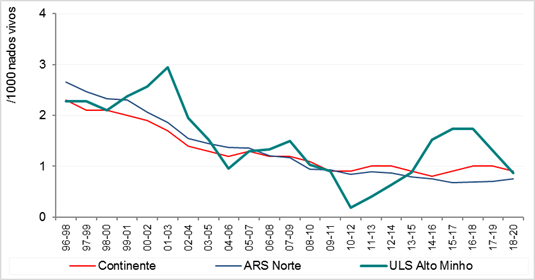 /1000 nados vivos
4
3
2
1
0
96-98 97-99 98-00 99-01 00-02 01-03 02-04 03-05 04-06 05-07 06-08 07-09 08-10 09-11 10-12 11-13 12-14 13-15 14-16 15-17 16-18 17-19 18-20
Continente ARS Norte ULS Alto Minho